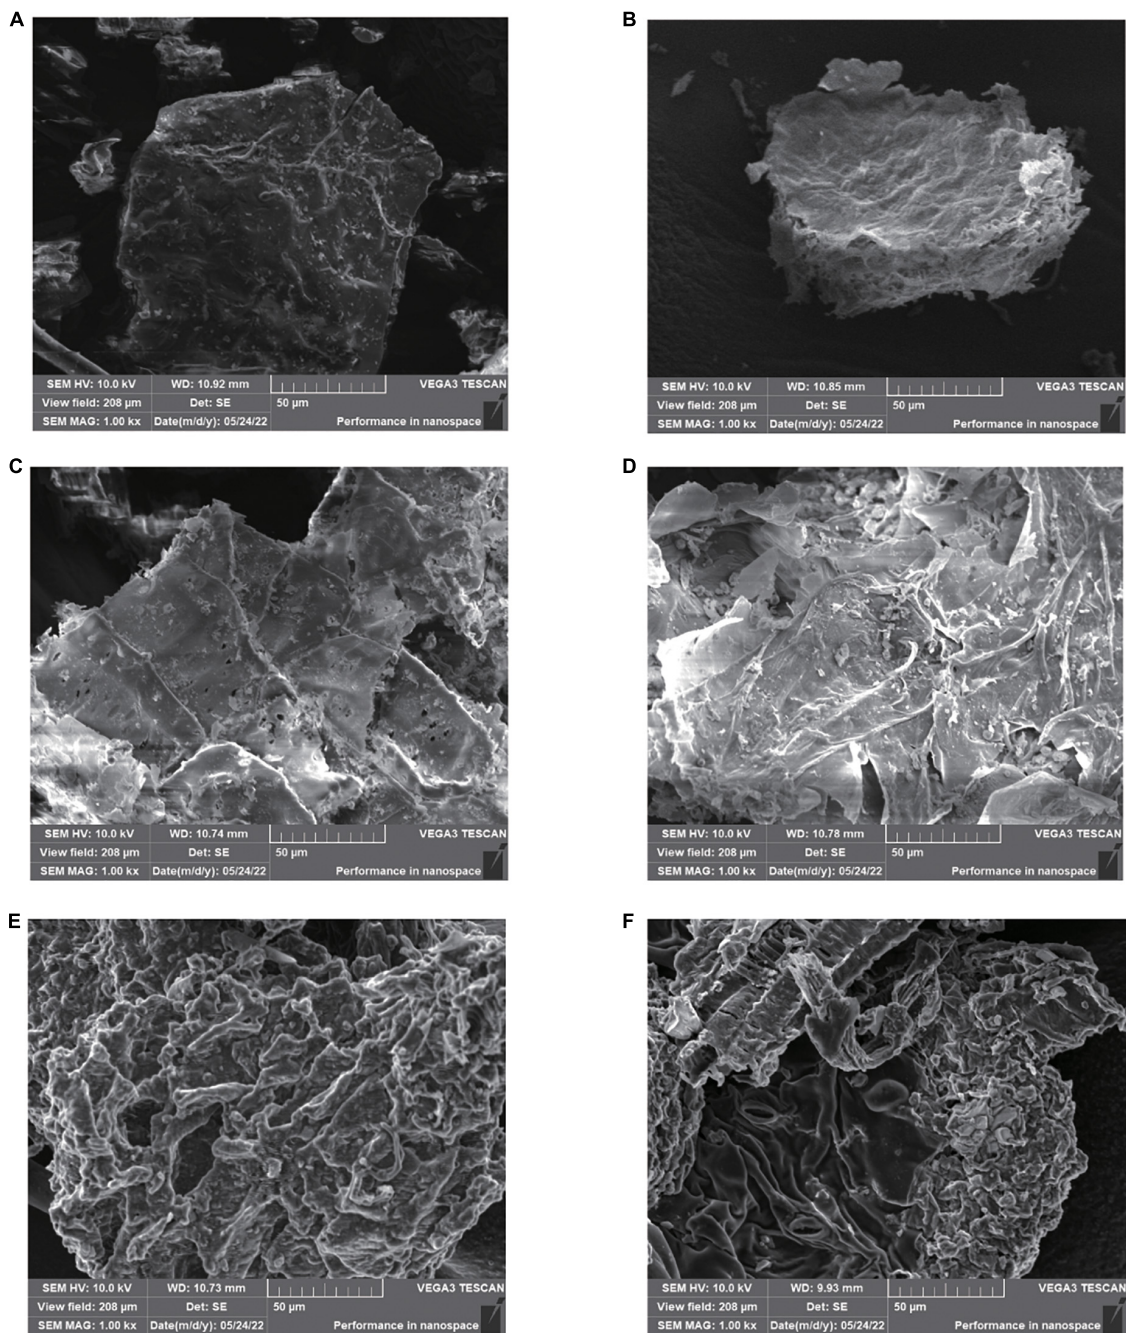 A
SEM HV: 10.0 kV WD: 10.92 mm VEGA3 TESCAN
View field: 208 µm Det: SE 50 µm
SEM MAG: 1.00 kx Date(m/d/y): 05/24/22 Performance in nanospace
B
SEM HV: 10.0 kV WD: 10.85 mm VEGA3 TESCAN
View field: 208 µm Det: SE 50 µm
SEM MAG: 1.00 kx Date(m/d/y): 05/24/22 Performance in nanospace
C
SEM HV: 10.0 kV WD: 10.74 mm VEGA3 TESCAN
View field: 208 µm Det: SE 50 µm
SEM MAG: 1.00 kx Date(m/d/y): 05/24/22 Performance in nanospace
D
SEM HV: 10.0 kV WD: 10.78 mm VEGA3 TESCAN
View field: 208 µm Det: SE 50 µm
SEM MAG: 1.00 kx Date(m/d/y): 05/24/22 Performance in nanospace
E
SEM HV: 10.0 kV WD: 10.73 mm VEGA3 TESCAN
View field: 208 µm Det: SE 50 µm
SEM MAG: 1.00 kx Date(m/d/y): 05/24/22 Performance in nanospace
F
SEM HV: 10.0 kV WD: 9.93 mm VEGA3 TESCAN
View field: 208 µm Det: SE 50 µm
SEM MAG: 1.00 kx Date(m/d/y): 05/24/22 Performance in nanospace